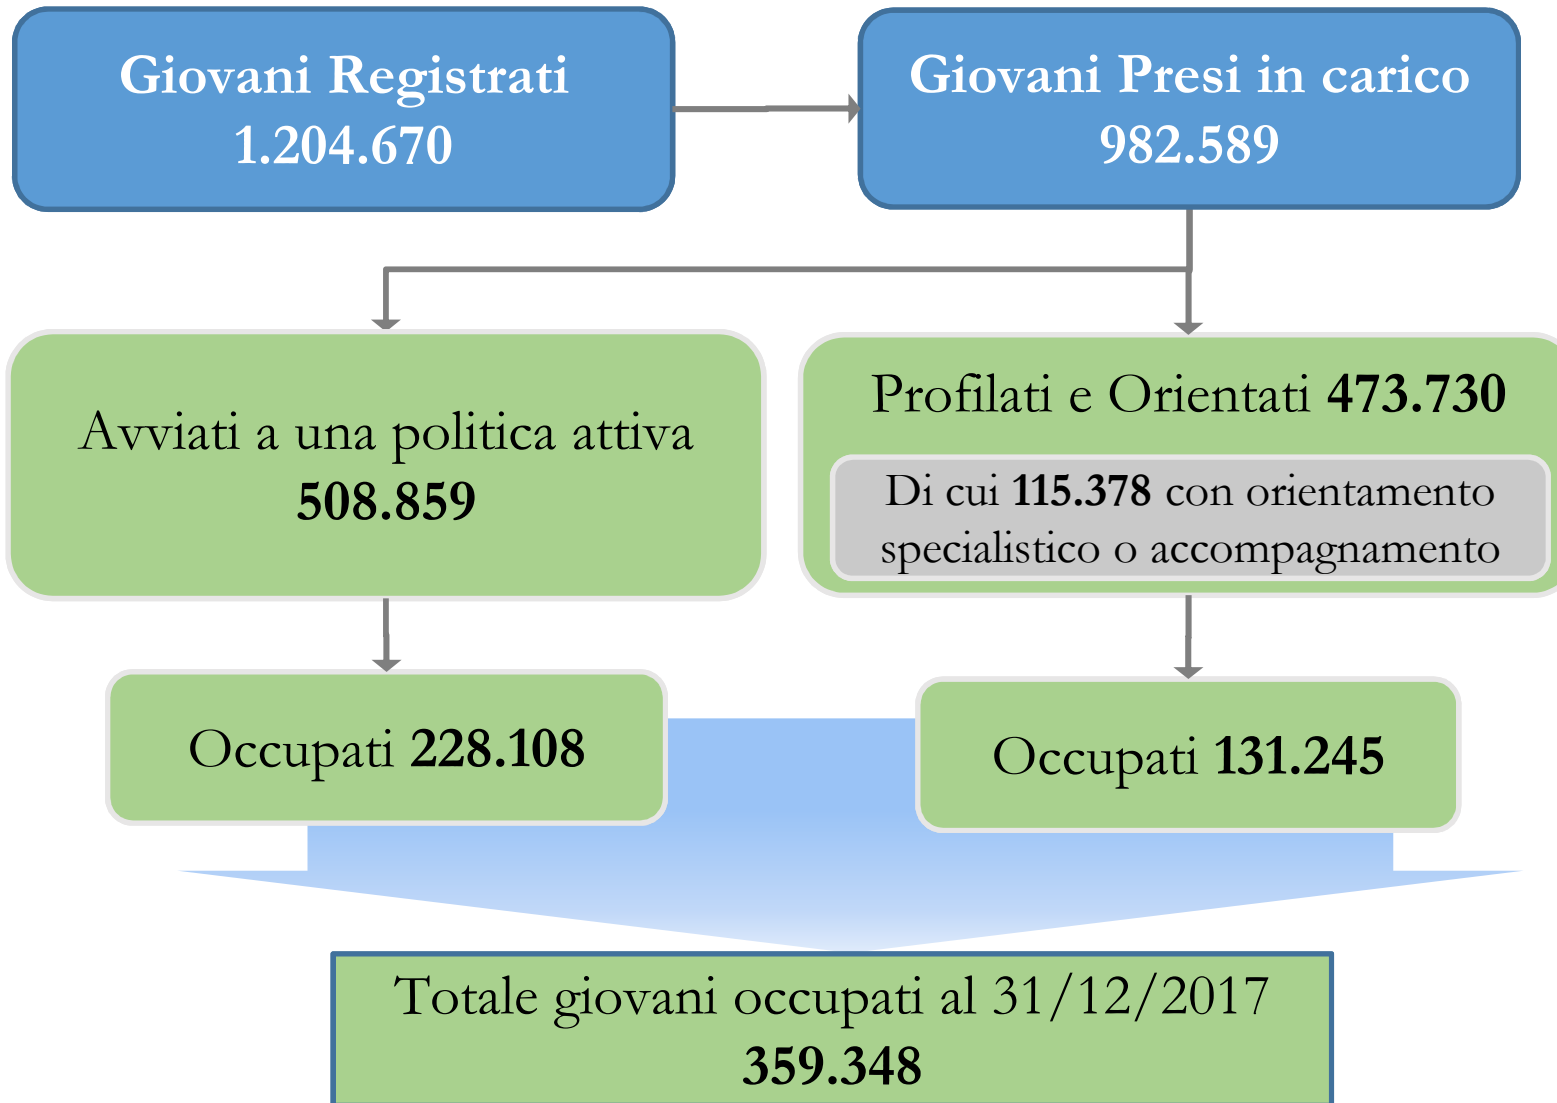 Giovani Registrati
1.204.670
Giovani Presi in carico
982.589
Avviati a una politica attiva
508.859
Profilati e Orientati 473.730
Di cui 115.378 con orientamento
specialistico o accompagnamento
Occupati 228.108
Occupati 131.245
Totale giovani occupati al 31/12/2017
359.348